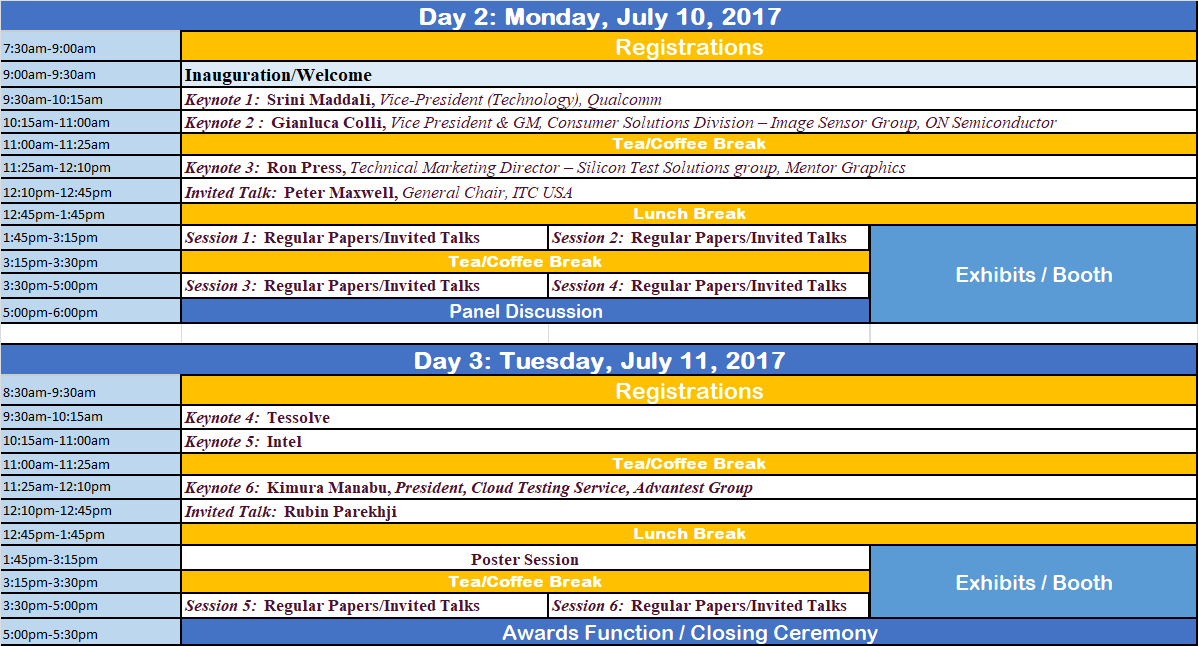 Day 2: Monday, July 10, 2017
7:30am-9:00am Registrations
9:00am-9:30am Inauguration/Welcome
9:30am-10:15am Keynote 1: Srini Maddali, Vice-President (Technology), Qualcomm
10:15am-11:00am Keynote 2 : Gianluca Colli, Vice President & GM, Consumer Solutions Division – Image Sensor Group, ON Semiconductor
11:00am-11:25am Tea/Coffee Break
11:25am-12:10pm Keynote 3: Ron Press, Technical Marketing Director – Silicon Test Solutions group, Mentor Graphics
12:10pm-12:45pm Invited Talk: Peter Maxwell, General Chair, ITC USA
12:45pm-1:45pm Lunch Break
1:45pm-3:15pm Session 1: Regular Papers/Invited Talks Session 2: Regular Papers/Invited Talks
3:15pm-3:30pm Tea/Coffee Break
Exhibits / Booth
3:30pm-5:00pm Session 3: Regular Papers/Invited Talks Session 4: Regular Papers/Invited Talks
5:00pm-6:00pm Panel Discussion
Day 3: Tuesday, July 11, 2017
8:30am-9:30am Registrations
9:30am-10:15am Keynote 4: Tessolve
10:15am-11:00am Keynote 5: Intel
11:00am-11:25am Tea/Coffee Break
11:25am-12:10pm Keynote 6: Kimura Manabu, President, Cloud Testing Service, Advantest Group
12:10pm-12:45pm Invited Talk: Rubin Parekhji
12:45pm-1:45pm Lunch Break
1:45pm-3:15pm Poster Session
3:15pm-3:30pm Tea/Coffee Break Exhibits / Booth
3:30pm-5:00pm Session 5: Regular Papers/Invited Talks Session 6: Regular Papers/Invited Talks
5:00pm-5:30pm Awards Function / Closing Ceremony